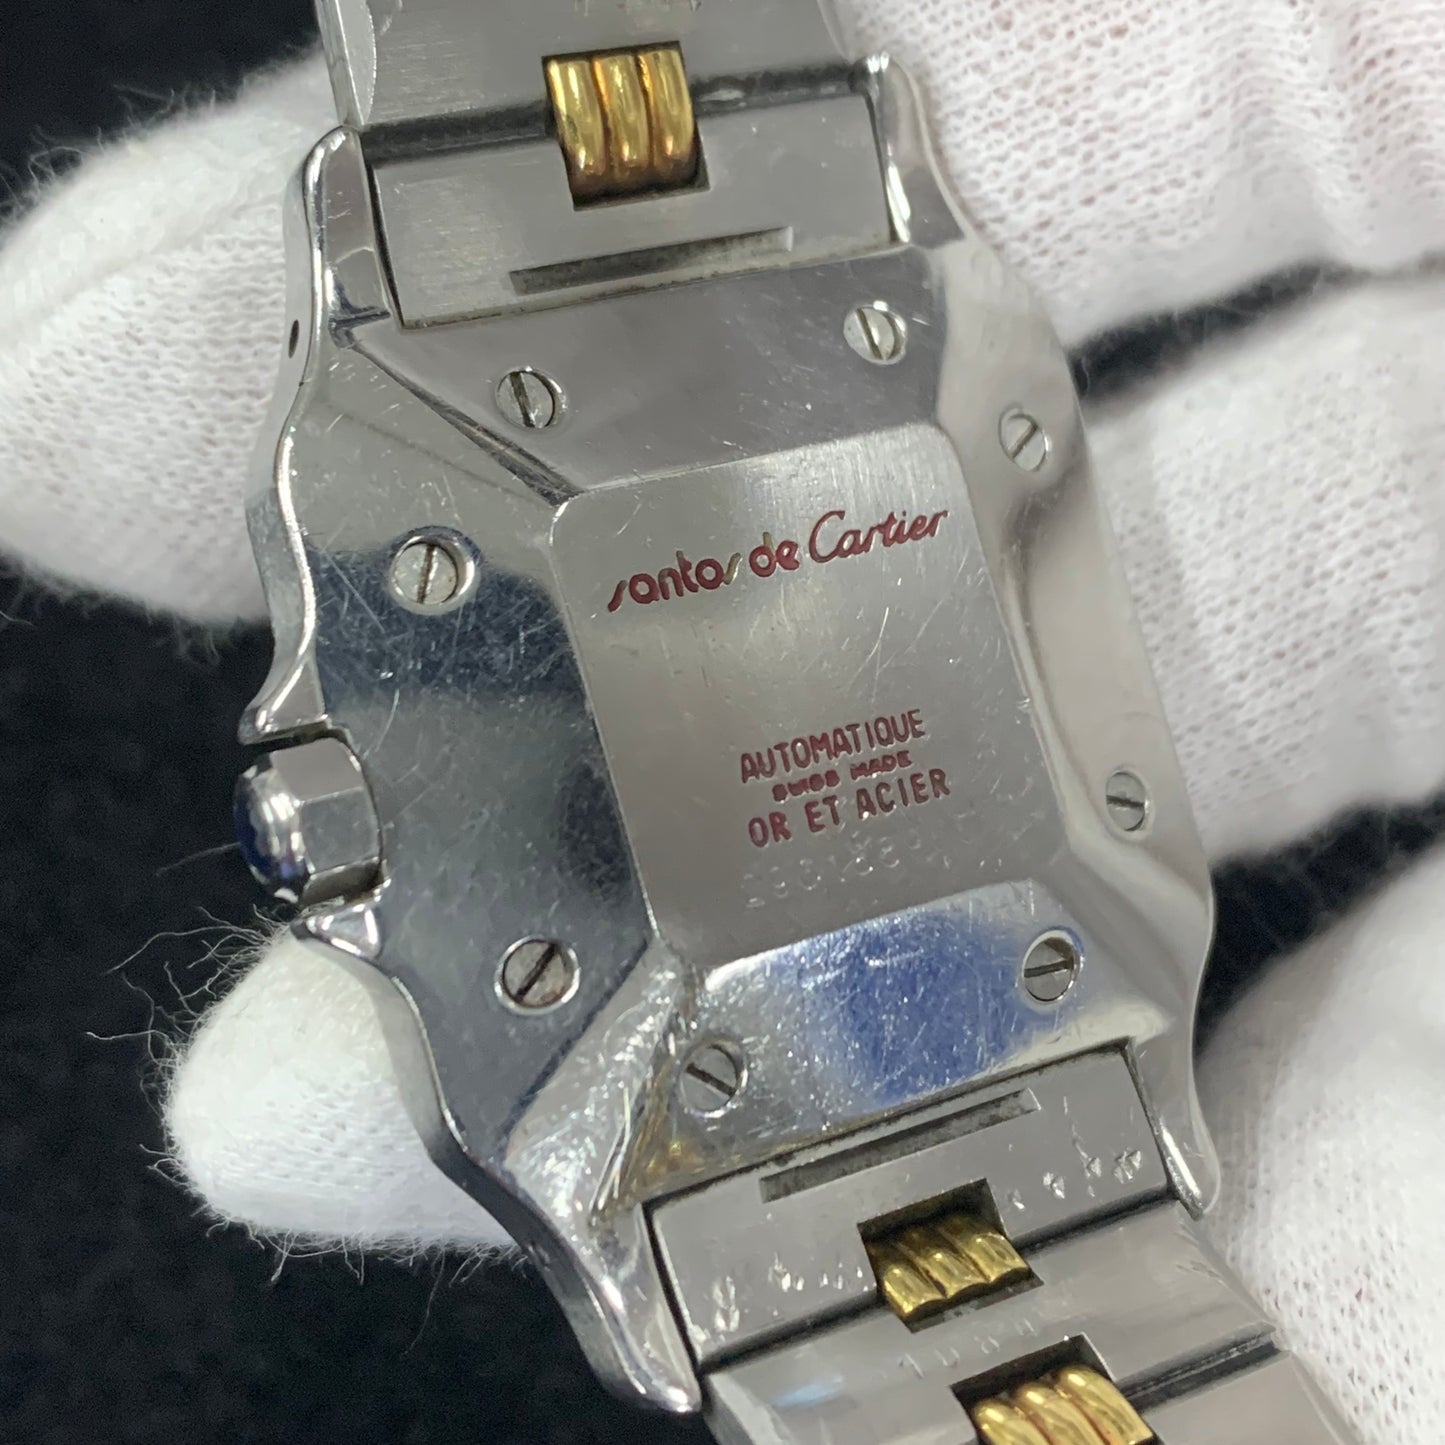 santos de Cartier
AUTOMATIQUE
SWISS MADE
OR ET ACIER